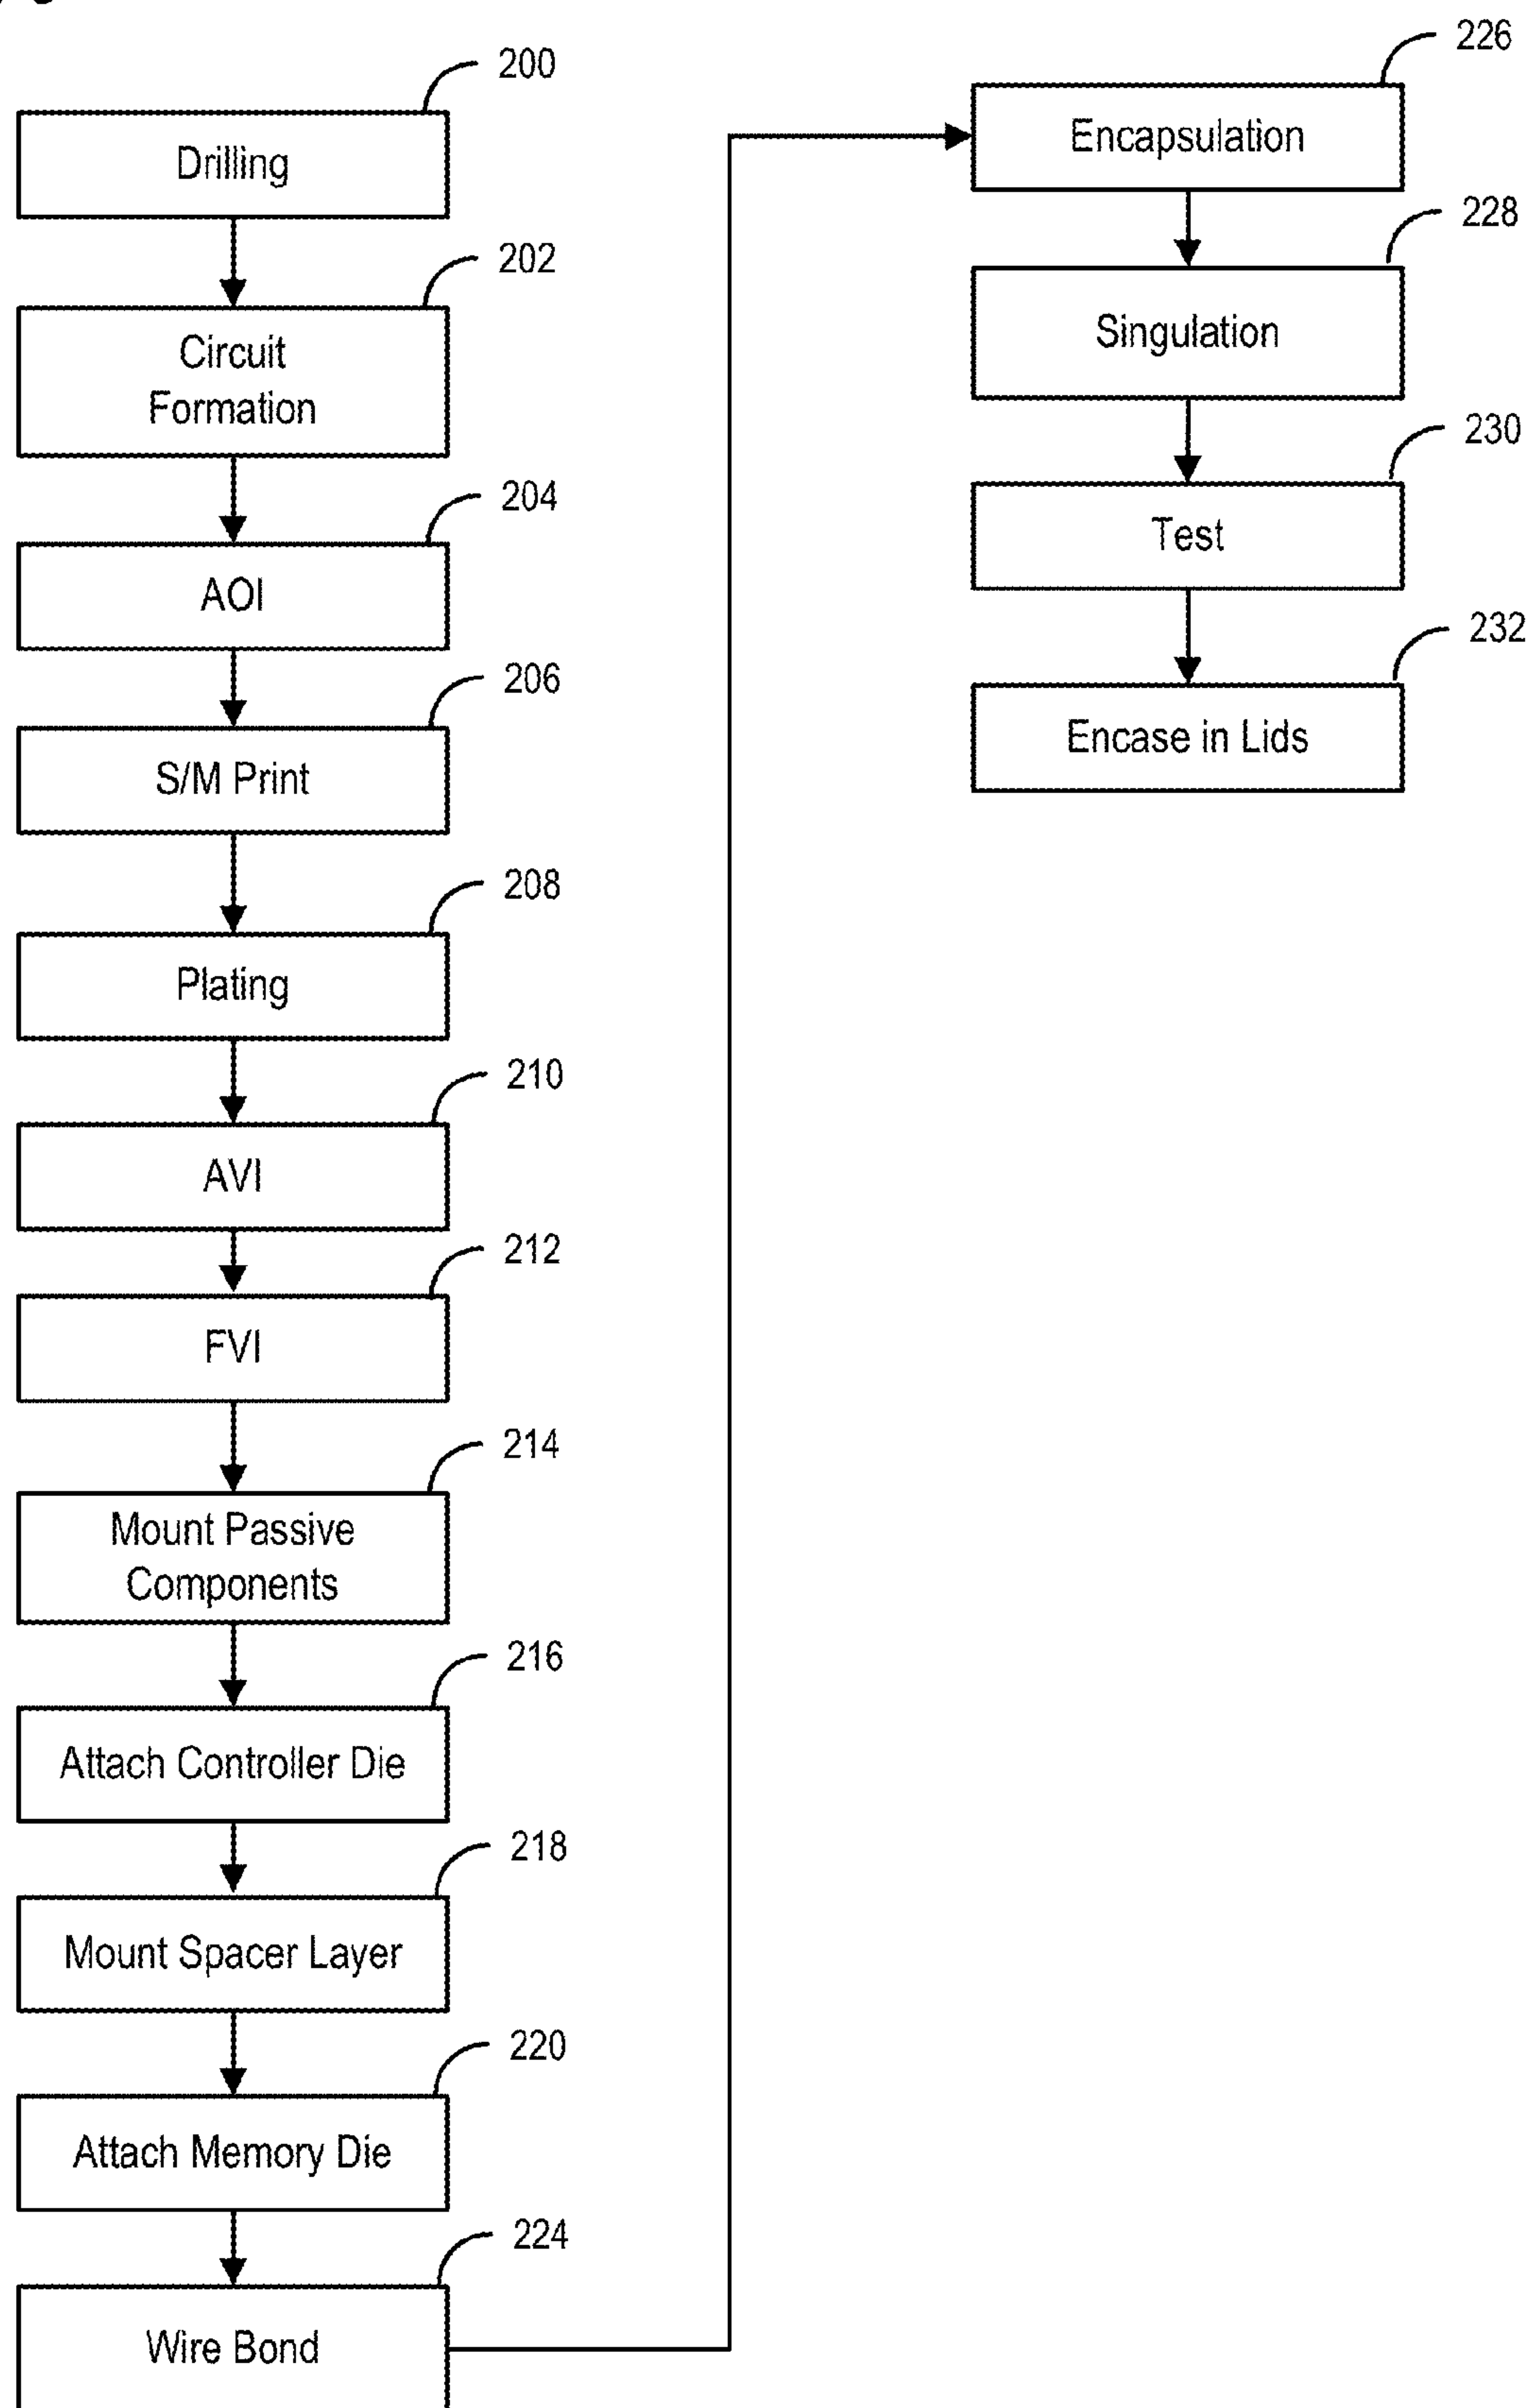 200
Drilling
202
Circuit
Formation
204
AOI
206
S/M Print
208
Plating
210
AVI
212
FVI
214
Mount Passive
Components
216
Attach Controller Die
218
Mount Spacer Layer
220
Attach Memory Die
224
Wire Bond
226
Encapsulation
228
Singulation
230
Test
232
Encase in Lids